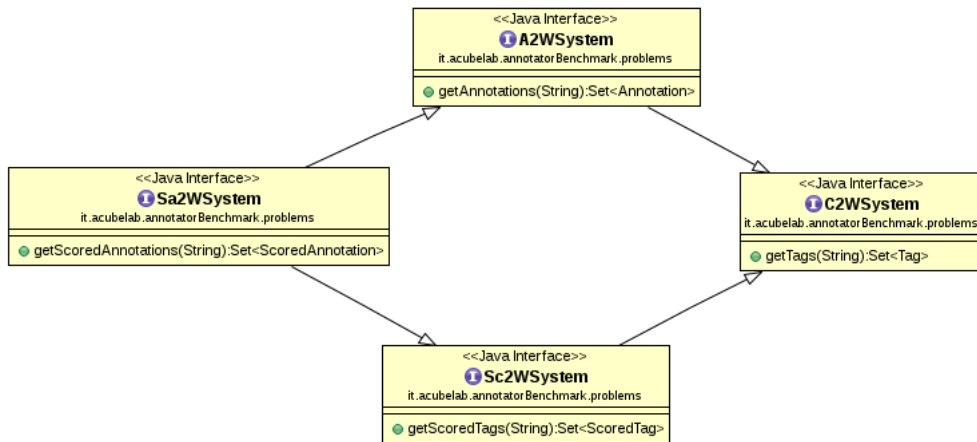 <<Java Interface>>
A2WSystem
it.acubelab.annotatorBenchmark.problems
getAnnotations(String):Set<Annotation>
<<Java Interface>>
Sa2WSystem
it.acubelab.annotatorBenchmark.problems
getScoredAnnotations(String):Set<ScoredAnnotation>
<<Java Interface>>
C2WSystem
it.acubelab.annotatorBenchmark.problems
getTags(String):Set<Tag>
<<Java Interface>>
Sc2WSystem
it.acubelab.annotatorBenchmark.problems
getScoredTags(String):Set<ScoredTag>